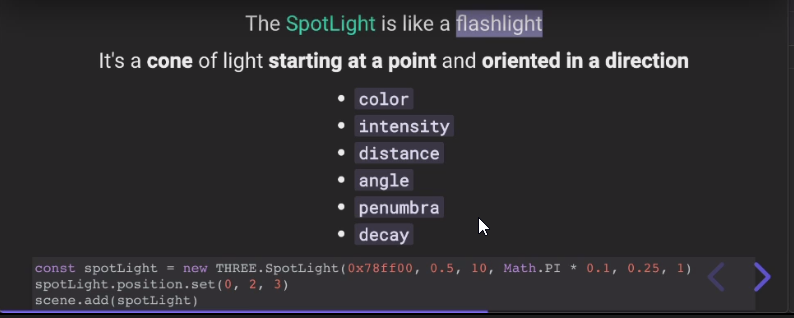 The SpotLight is like a flashlight
It's a cone of light starting at a point and oriented in a direction
• color
• intensity
• distance
• angle
• penumbra
• decay
const spotLight = new THREE.SpotLight(0x78ff00, 0.5, 10, Math.PI * 0.1, 0.25, 1)
spotLight.position.set(0, 2, 3)
scene.add(spotLight)